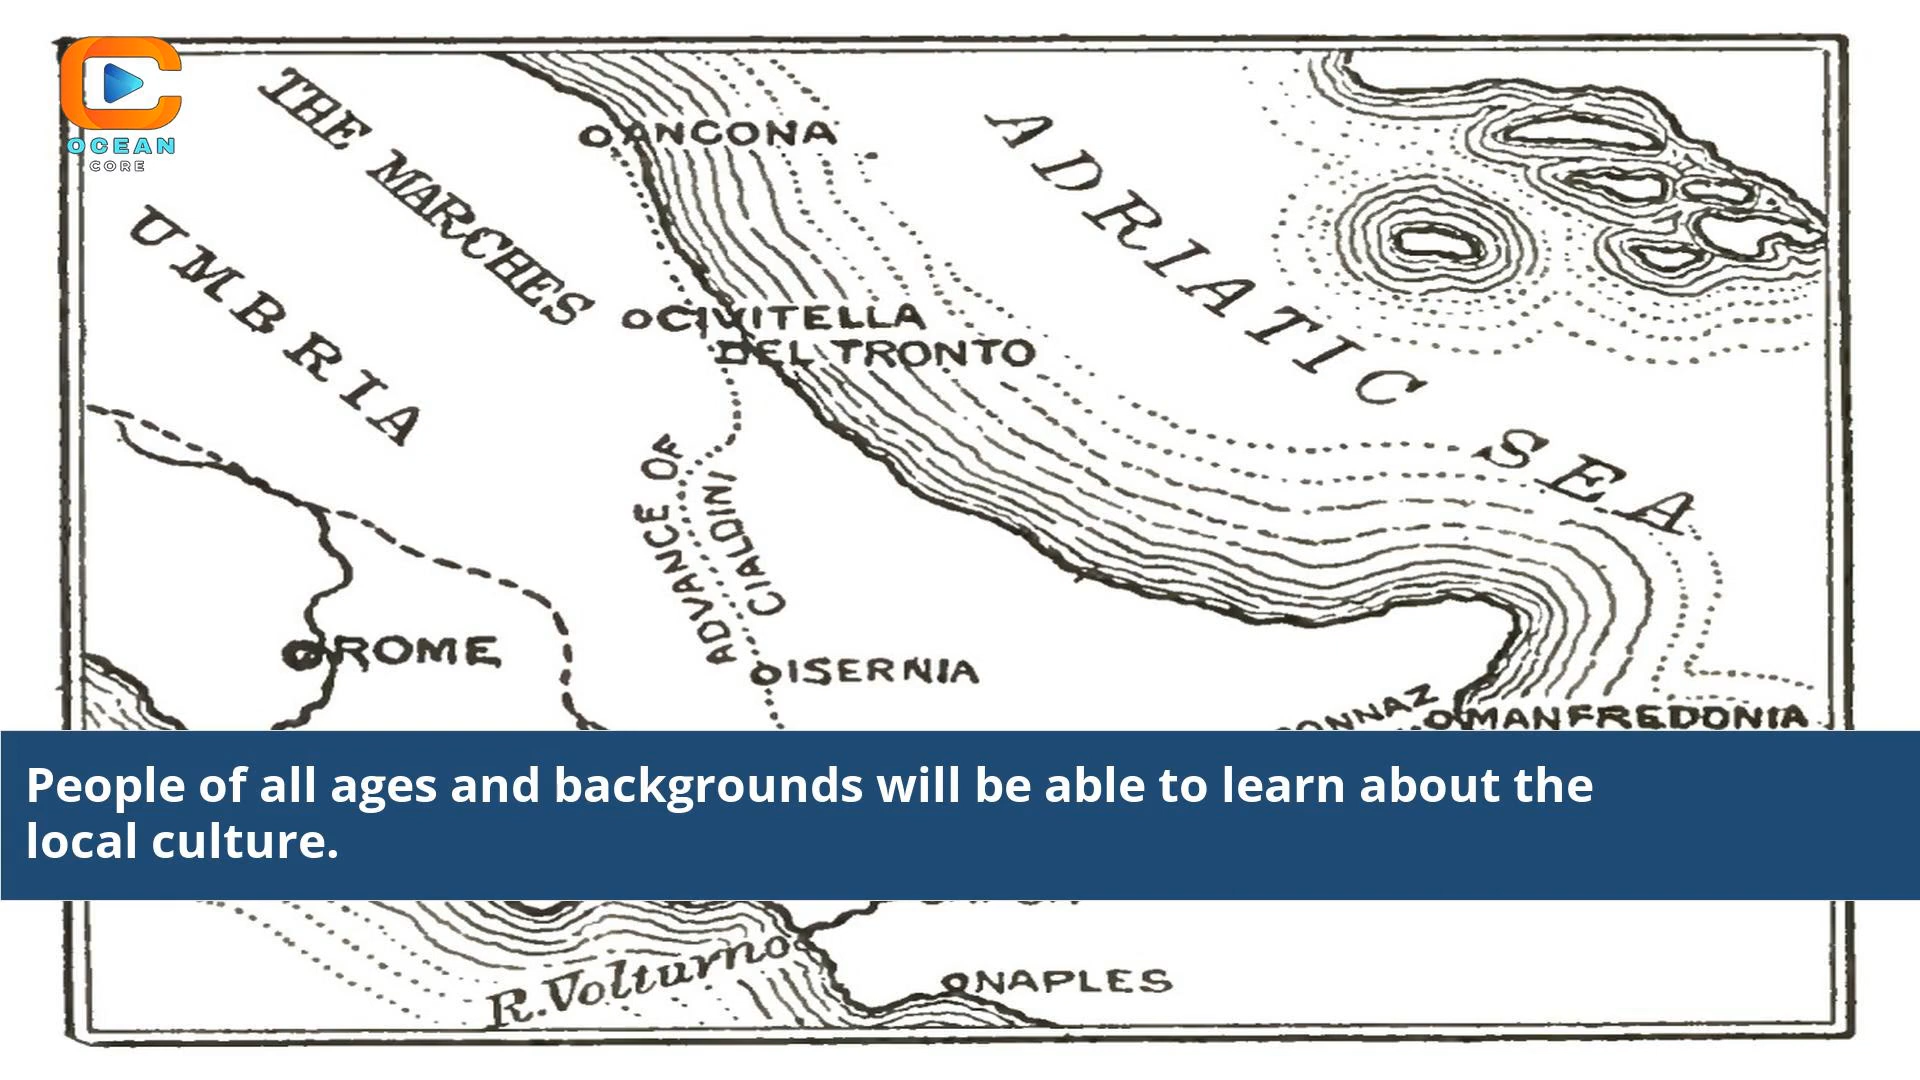 OCEAN
CORE
THE MARCHES
UMBRIA
ANCONA
ADRIATIC SEA
CIVITELLA
DEL TRONTO
ADVANCE OF
CIALDINI
ROME
ISERNIA
MANFREDONIA
People of all ages and backgrounds will be able to learn about the
local culture.
R. Volturno
NAPLES